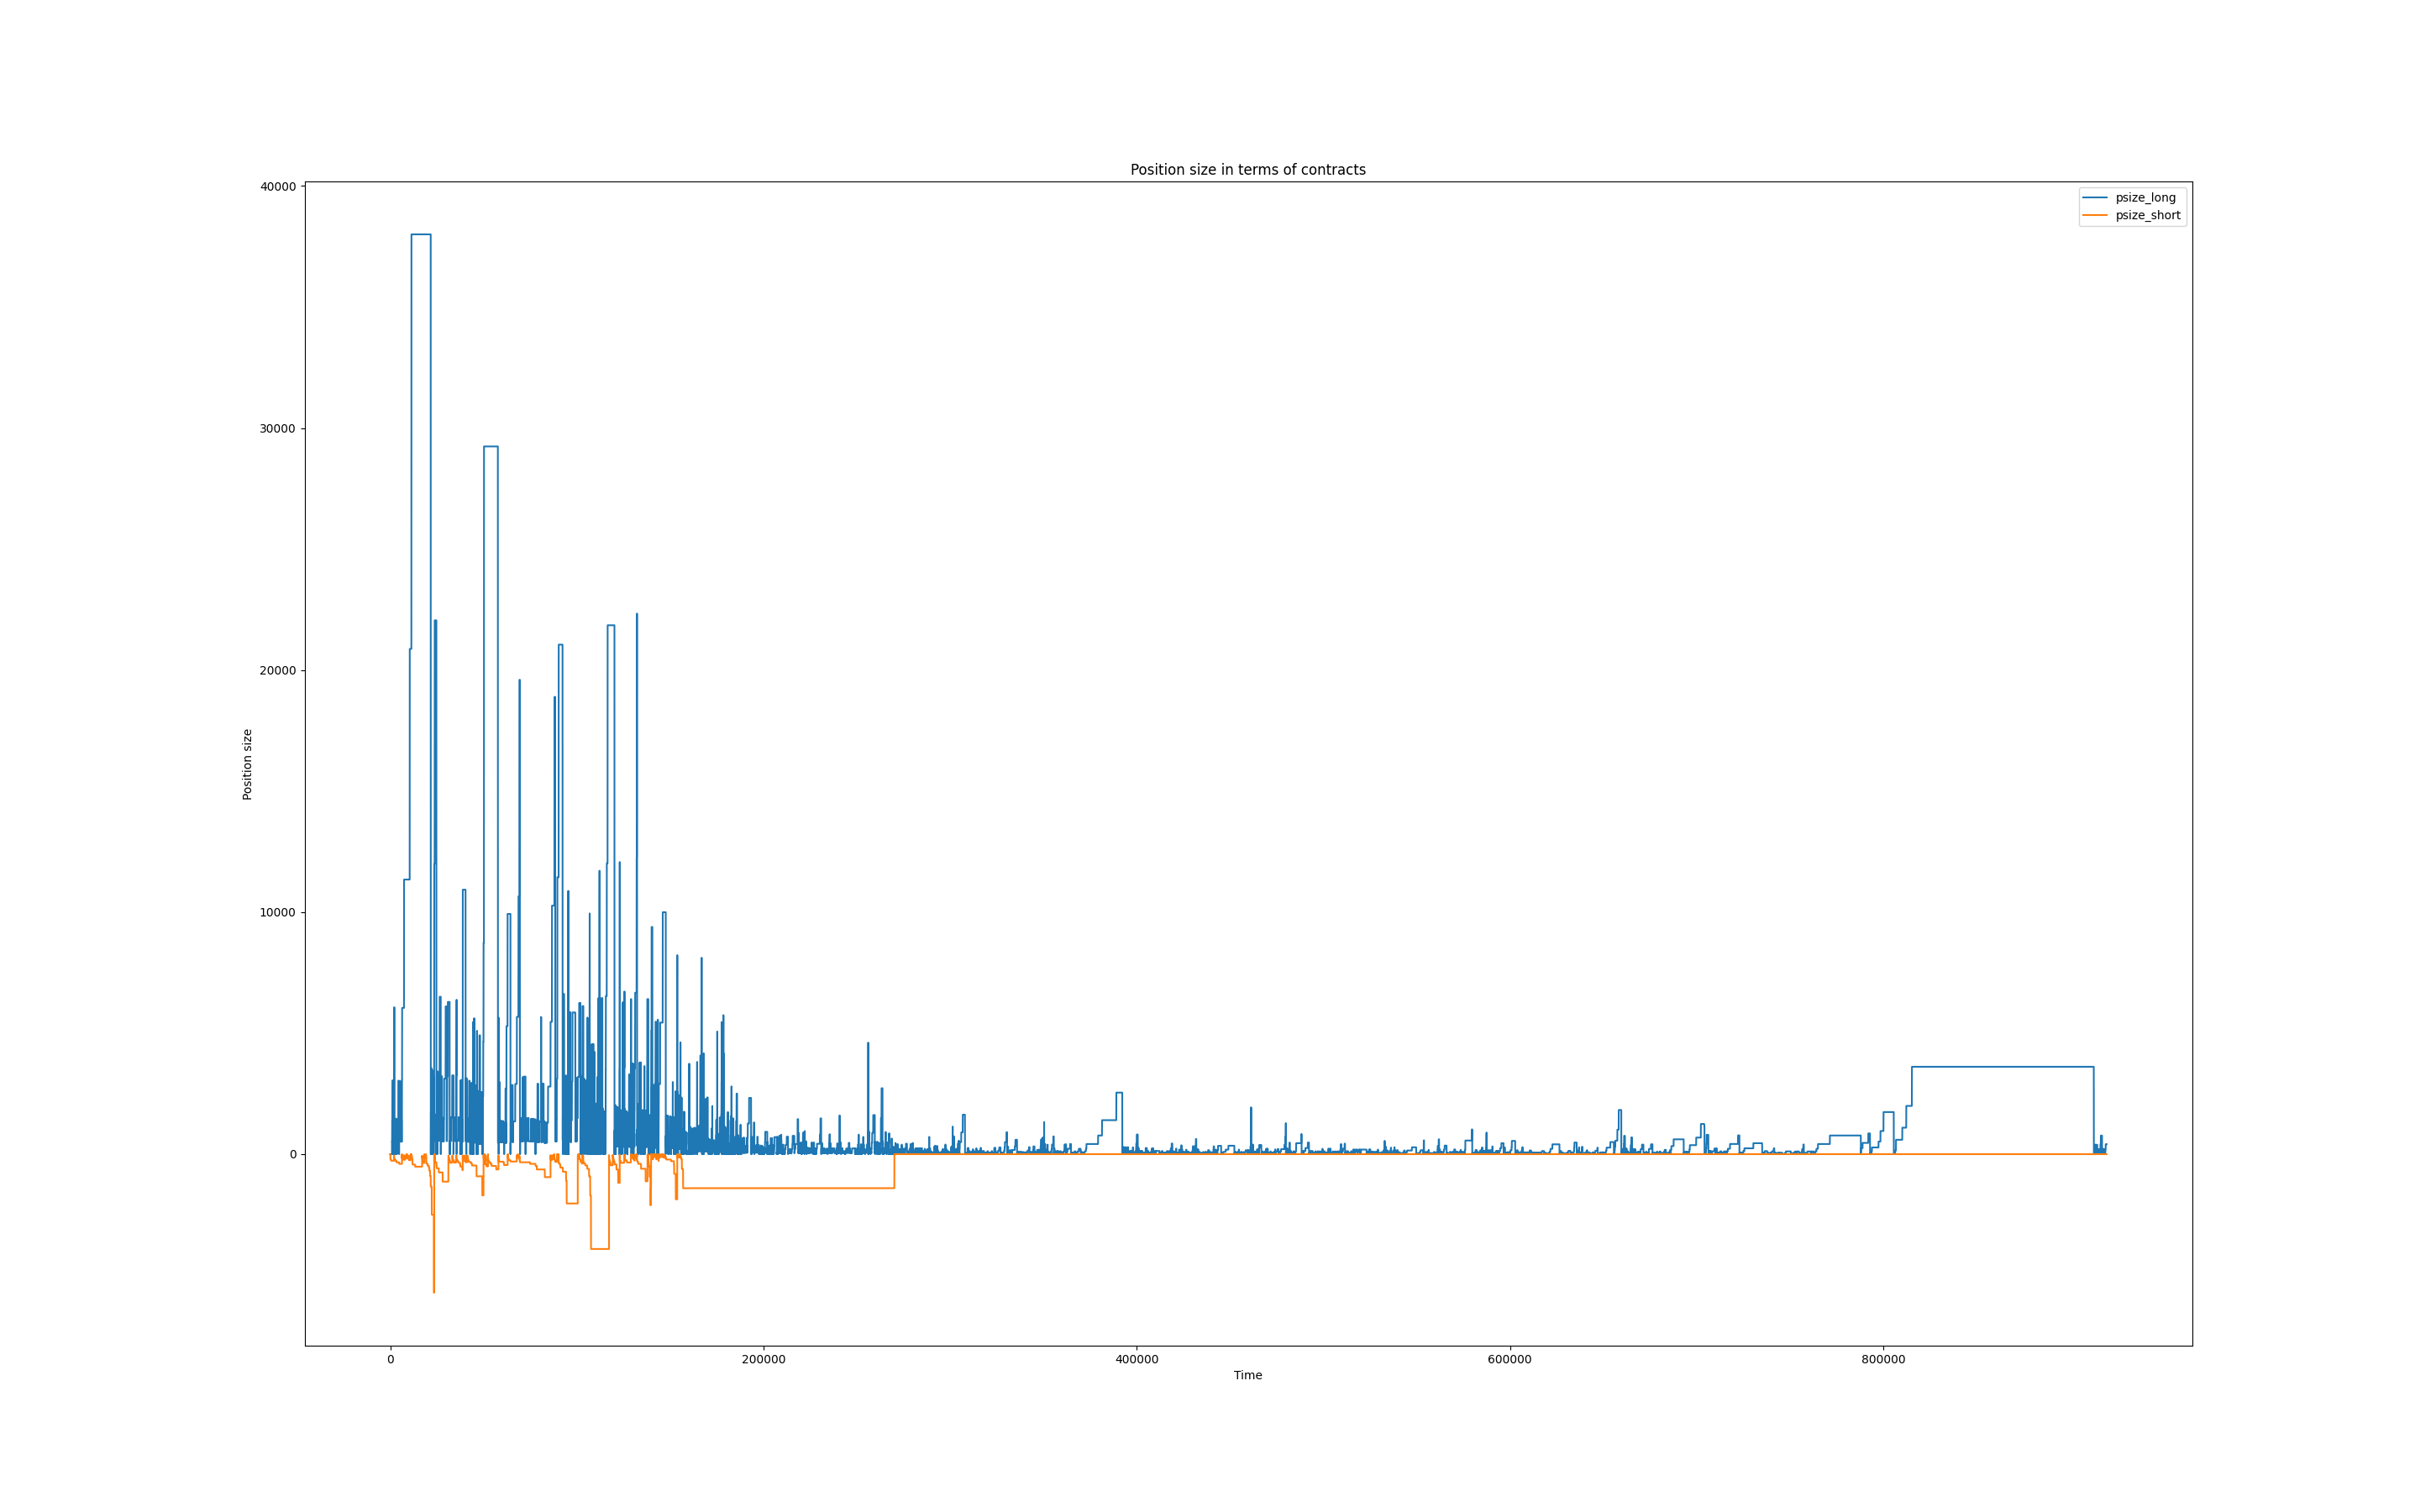 Position size in terms of contracts
psize_long
psize_short
40000
30000
20000
10000
0
Position size
0
200000
400000
600000
800000
Time